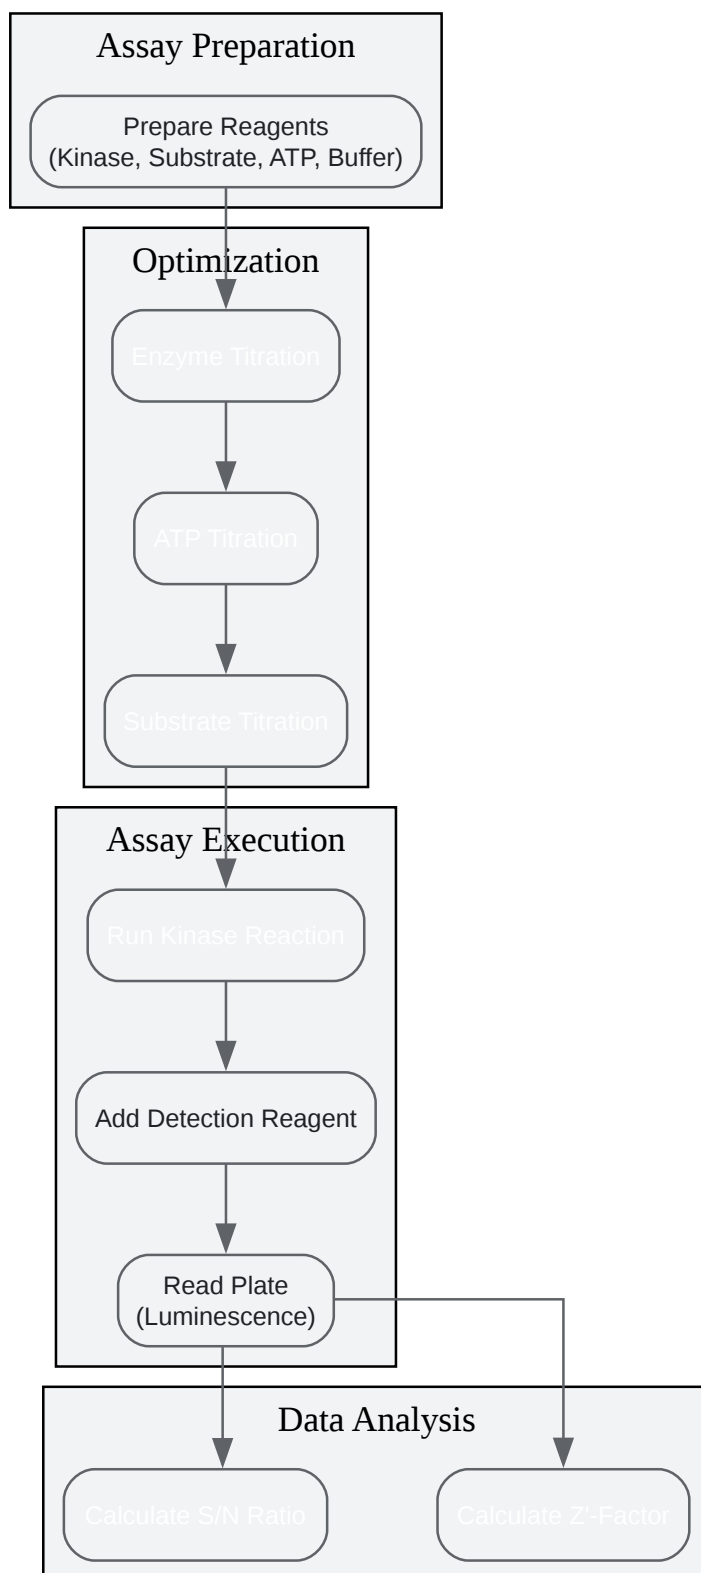 Assay Preparation
Prepare Reagents
(Kinase, Substrate, ATP, Buffer)
Optimization
Enzyme Titration
ATP Titration
Substrate Titration
Assay Execution
Run Kinase Reaction
Add Detection Reagent
Read Plate
(Luminescence)
Data Analysis
Calculate S/N Ratio
Calculate Z'-Factor